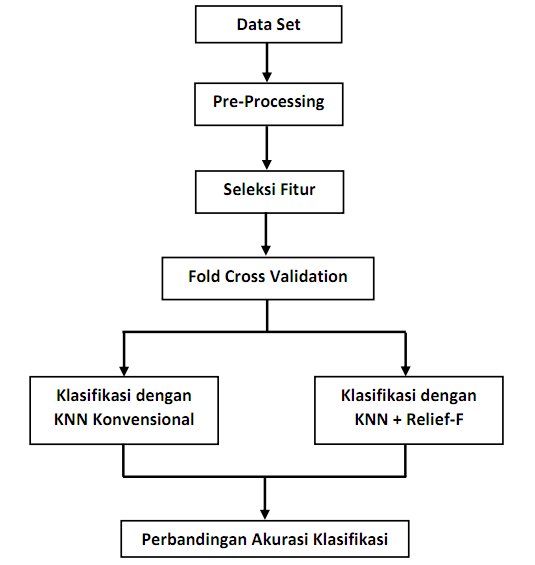 Data Set
Pre-Processing
Seleksi Fitur
Fold Cross Validation
Klasifikasi dengan
KNN Konvensional
Klasifikasi dengan
KNN + Relief-F
Perbandingan Akurasi Klasifikasi